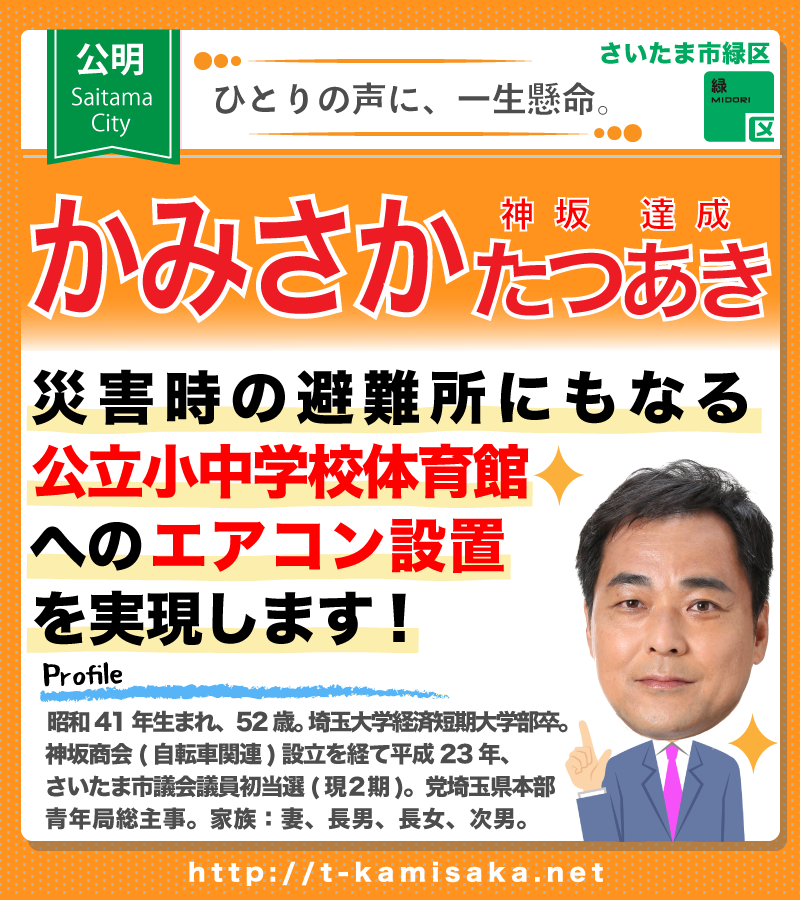 公明
Saitama
City
ひとりの声に、一生懸命。
さいたま市緑区
緑
MIDORI
区
神坂 達成
かみさか たつあき
災害時の避難所にもなる
公立小中学校体育館
へのエアコン設置
を実現します！
Profile
昭和41年生まれ、52歳。埼玉大学経済短期大学部卒。
神坂商会(自転車関連)設立を経て平成23年、
さいたま市議会議員初当選(現2期)。党埼玉県本部
青年局総主事。家族：妻、長男、長女、次男。
http://t-kamisaka.net